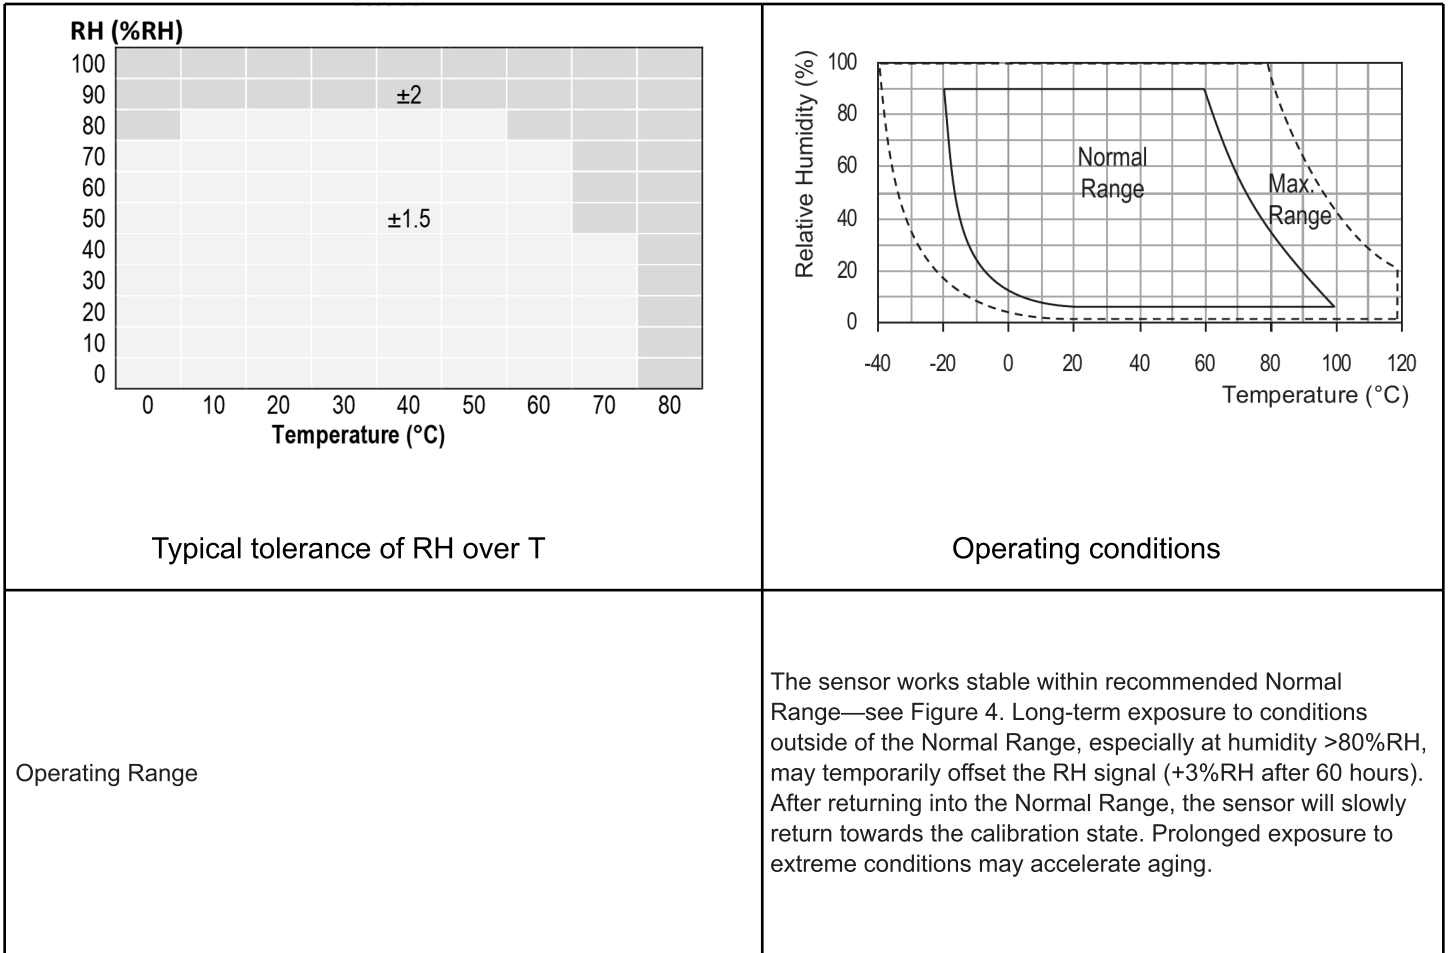 RH (%RH)
100
90
80
70
60
50
40
30
20
10
0
±2
±1.5
0 10 20 30 40 50 60 70 80
Temperature (°C)
Typical tolerance of RH over T
Relative Humidity (%)
100
80
60
40
20
0
Normal
Range
Max.
Range
-40 -20 0 20 40 60 80 100 120
Temperature (°C)
Operating conditions
Operating Range
The sensor works stable within recommended Normal
Range—see Figure 4. Long-term exposure to conditions
outside of the Normal Range, especially at humidity >80%RH,
may temporarily offset the RH signal (+3%RH after 60 hours).
After returning into the Normal Range, the sensor will slowly
return towards the calibration state. Prolonged exposure to
extreme conditions may accelerate aging.